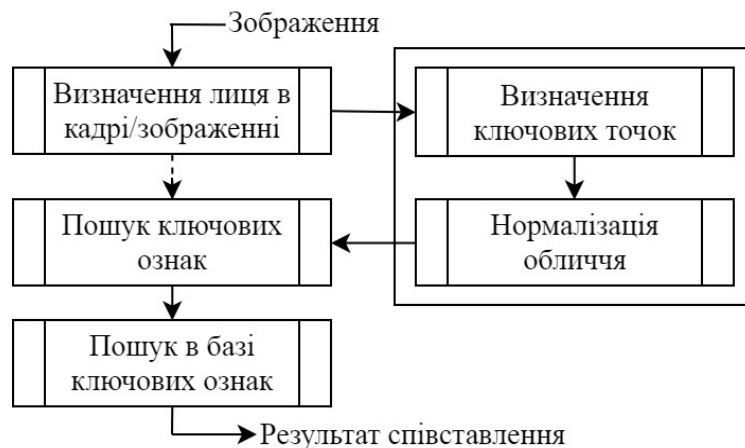 Зображення
Визначення лиця в
кадрі/зображенні
Визначення
ключових точок
Пошук ключових
ознак
Нормалізація
обличчя
Пошук в базі
ключових ознак
Результат співставлення